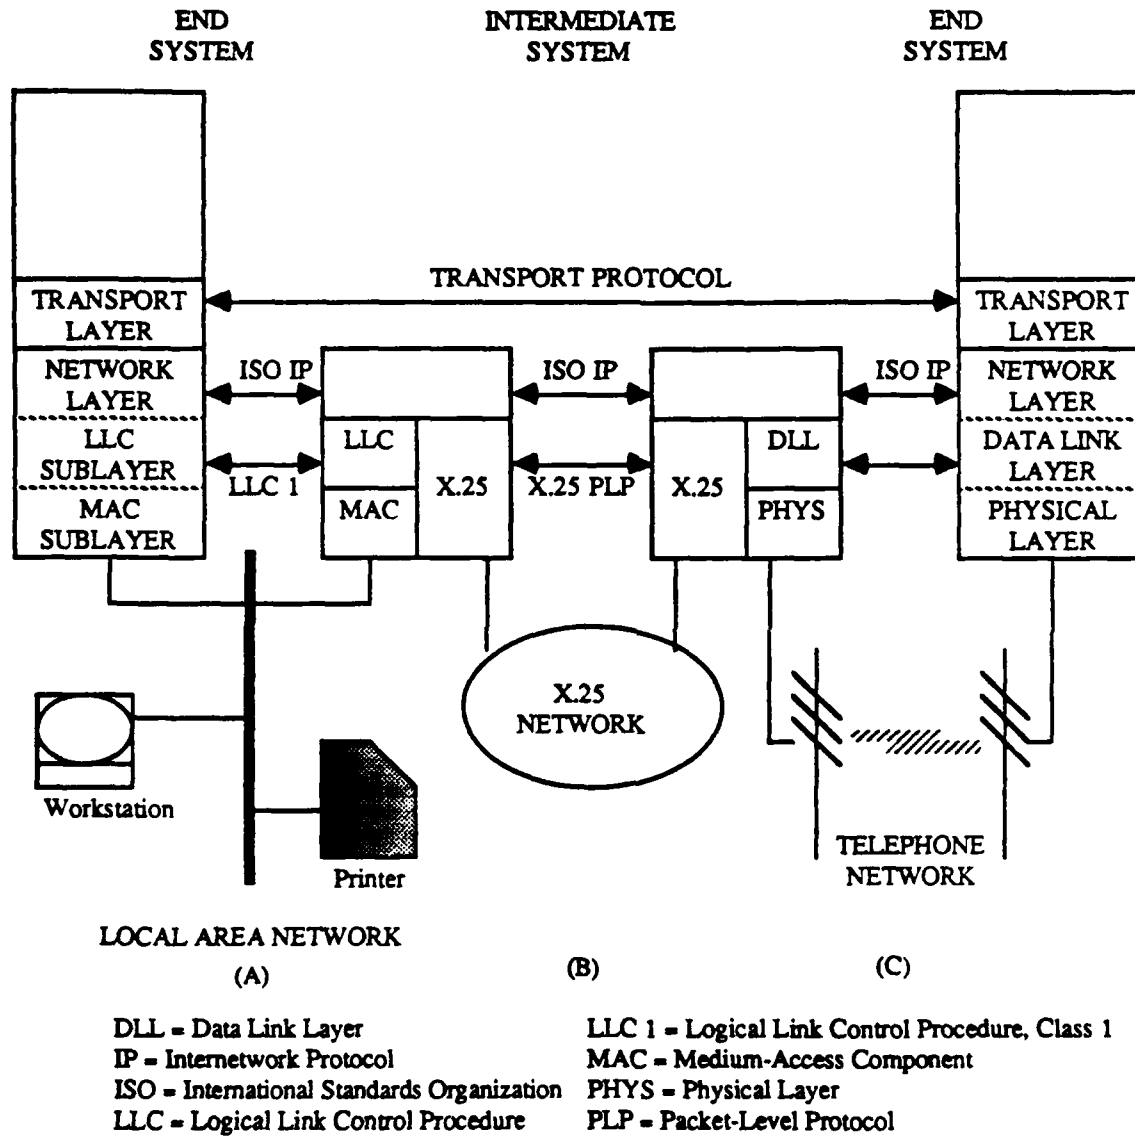 END
SYSTEM
INTERMEDIATE
SYSTEM
END
SYSTEM
TRANSPORT PROTOCOL
TRANSPORT
LAYER
TRANSPORT
LAYER
NETWORK
LAYER
ISO IP
ISO IP
ISO IP
NETWORK
LAYER
LLC
SUBLAYER
LLC 1
LLC
X.25
X.25 PLP
X.25
DLL
DATA LINK
LAYER
MAC
SUBLAYER
MAC
PHYS
PHYSICAL
LAYER
X.25
NETWORK
Workstation
Printer
TELEPHONE
NETWORK
LOCAL AREA NETWORK
(A)
(B)
(C)
DLL = Data Link Layer
IP = Internetwork Protocol
ISO = International Standards Organization
LLC = Logical Link Control Procedure
LLC 1 = Logical Link Control Procedure, Class 1
MAC = Medium-Access Component
PHYS = Physical Layer
PLP = Packet-Level Protocol